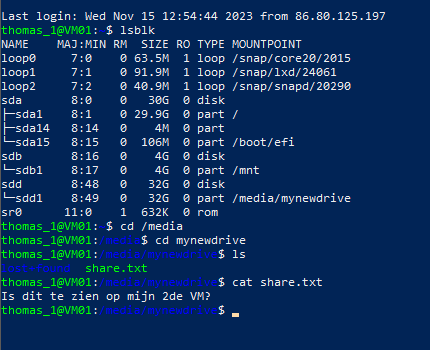 Last login: Wed Nov 15 12:54:44 2023 from 86.80.125.197
thomas_1@VM01:~$ lsblk
NAME    MAJ:MIN RM   SIZE RO TYPE MOUNTPOINT
loop0     7:0    0  63.5M  1 loop /snap/core20/2015
loop1     7:1    0  91.9M  1 loop /snap/lxd/24061
loop2     7:2    0  40.9M  1 loop /snap/snapd/20290
sda       8:0    0    30G  0 disk
├─sda1    8:1    0  29.9G  0 part /
├─sda14   8:14   0     4M  0 part
└─sda15   8:15   0   106M  0 part /boot/efi
sdb       8:16   0     4G  0 disk
└─sdb1    8:17   0     4G  0 part /mnt
sdd       8:48   0    32G  0 disk
└─sdd1    8:49   0    32G  0 part /media/mynewdrive
sr0      11:0    1   632K  0 rom
thomas_1@VM01:~$ cd /media
thomas_1@VM01:/media$ cd mynewdrive
thomas_1@VM01:/media/mynewdrive$ ls
lost+found  share.txt
thomas_1@VM01:/media/mynewdrive$ cat share.txt
Is dit te zien op mijn 2de VM?
thomas_1@VM01:/media/mynewdrive$